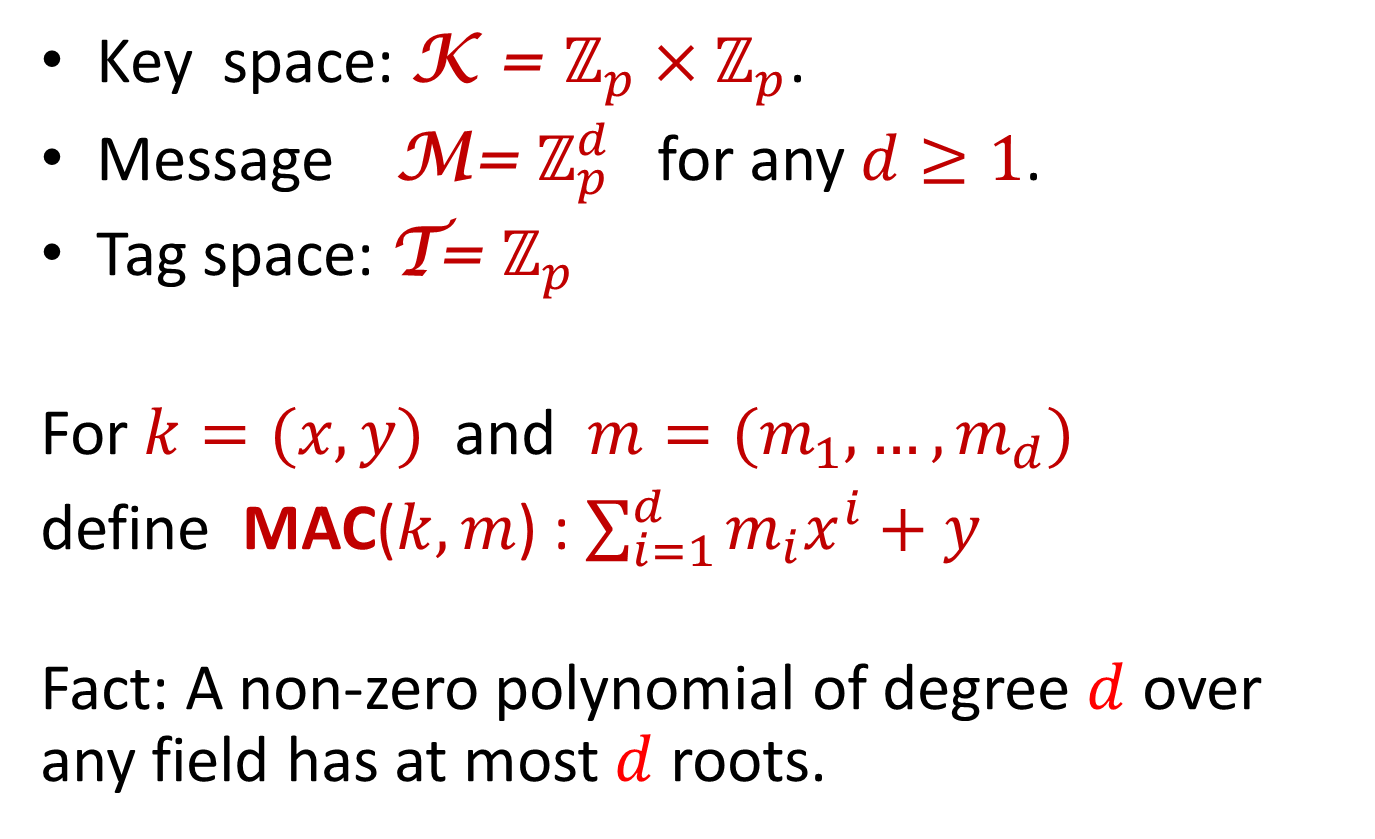 • Key space: 𝒦 = ℤ_p × ℤ_p.
• Message ℳ= ℤ_p^d for any d ≥ 1.
• Tag space: 𝒯= ℤ_p
For k = (x, y) and m = (m_1, … , m_d)
define MAC(k, m) : ∑_{i=1}^d m_i x^i + y
Fact: A non-zero polynomial of degree d over
any field has at most d roots.